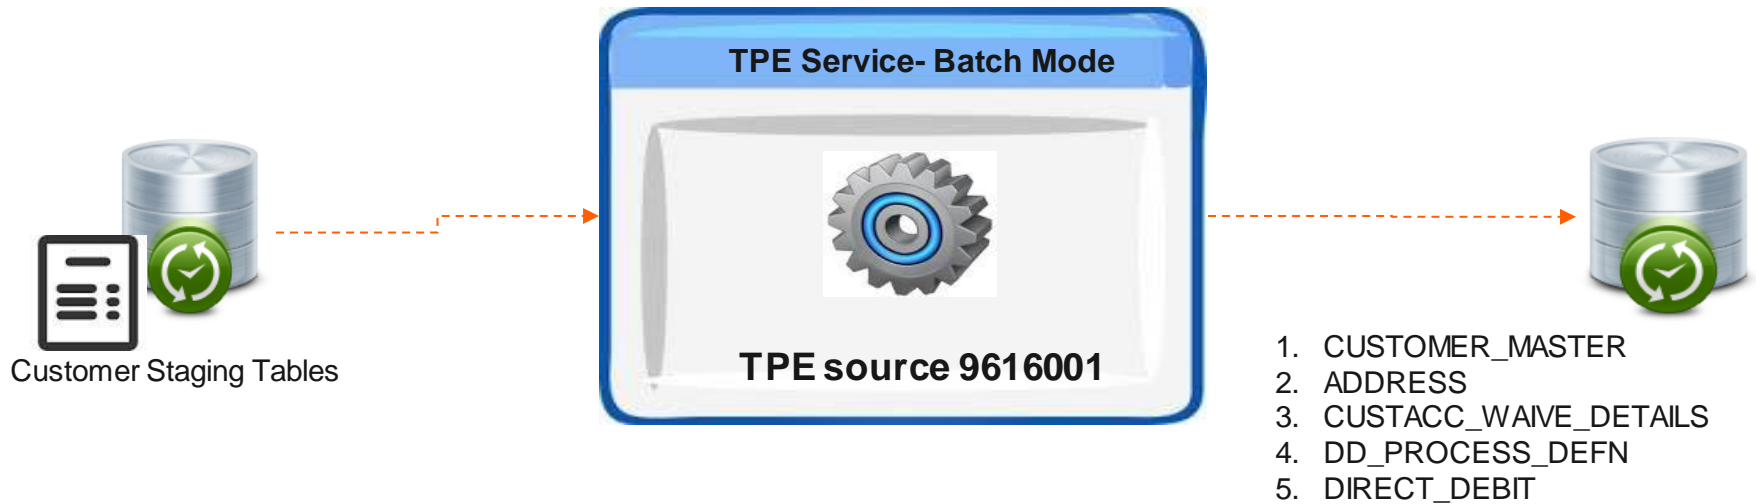 TPE Service- Batch Mode
TPE source 9616001
Customer Staging Tables
1. CUSTOMER_MASTER
2. ADDRESS
3. CUSTACC_WAIVE_DETAILS
4. DD_PROCESS_DEFN
5. DIRECT_DEBIT